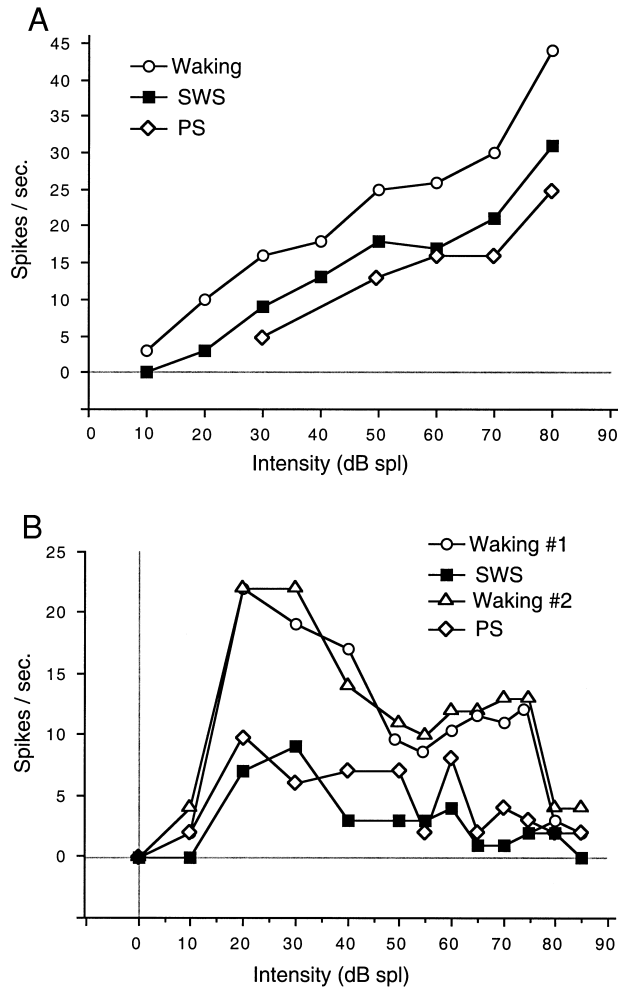 A
45
40
35
30
25
20
15
10
5
0
Spikes / sec.
Waking
SWS
PS
0 10 20 30 40 50 60 70 80 90
Intensity (dB spl)
B
25
20
15
10
5
0
Spikes / sec.
Waking #1
SWS
Waking #2
PS
0 10 20 30 40 50 60 70 80 90
Intensity (dB spl)